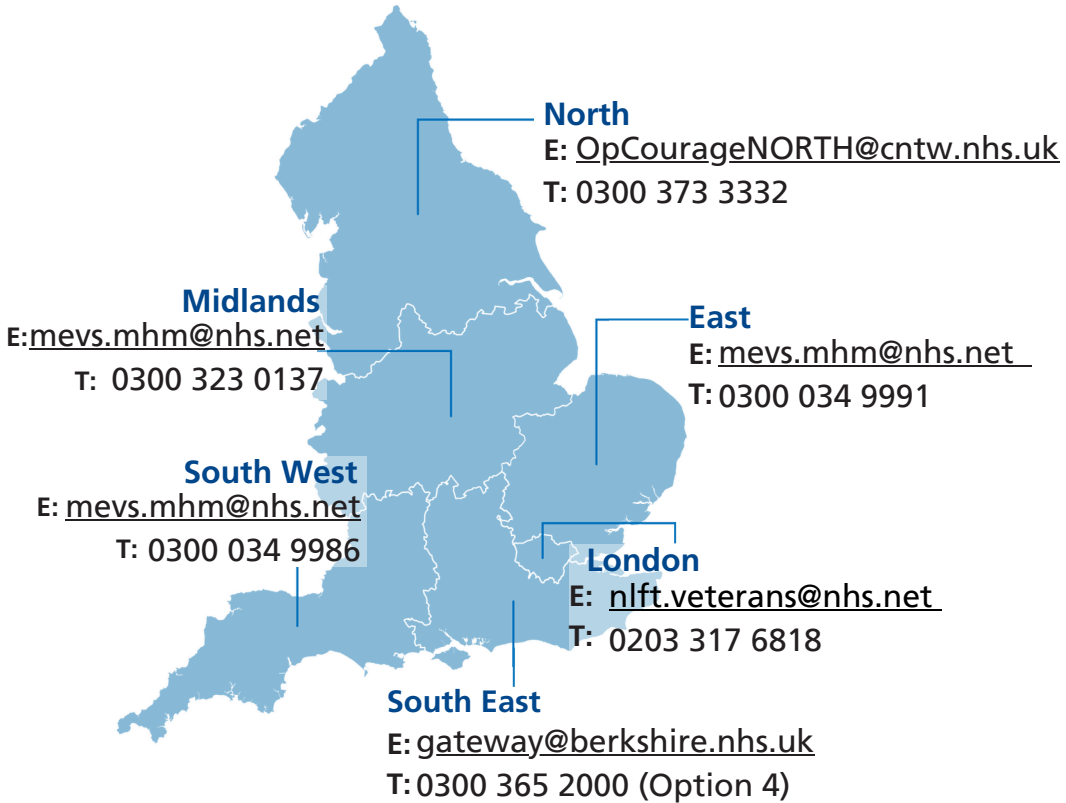 North
E: OpCourageNORTH@cntw.nhs.uk
T: 0300 373 3332
Midlands
E:mevs.mhm@nhs.net
T: 0300 323 0137
East
E: mevs.mhm@nhs.net
T: 0300 034 9991
South West
E: mevs.mhm@nhs.net
T: 0300 034 9986
London
E: nlft.veterans@nhs.net
T: 0203 317 6818
South East
E: gateway@berkshire.nhs.uk
T: 0300 365 2000 (Option 4)